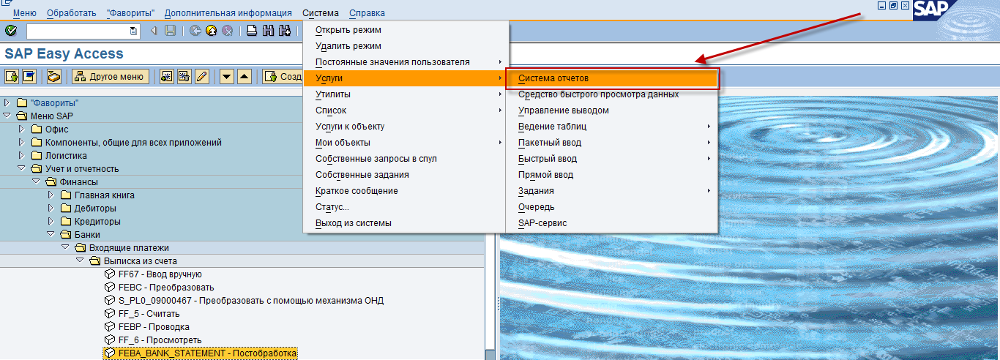 Меню Обработать "Фавориты" Дополнительная информация Система Справка
SAP
SAP Easy Access
Другое меню
Созд
Открыть режим
Удалить режим
Постоянные значения пользователя
Услуги
Утилиты
Список
Услуги к объекту
Мои объекты
Собственные запросы в спул
Собственные задания
Краткое сообщение
Статус...
Выход из системы
Система отчетов
Средство быстрого просмотра данных
Управление выводом
Ведение таблиц
Пакетный ввод
Быстрый ввод
Прямой ввод
Задания
Очередь
SAP-сервис
"Фавориты"
Меню SAP
Офис
Компоненты, общие для всех приложений
Логистика
Учет и отчетность
Финансы
Главная книга
Дебиторы
Кредиторы
Банки
Входящие платежи
Выписка из счета
FF67 - Ввод вручную
FEBC - Преобразовать
S_PL0_09000467 - Преобразовать с помощью механизма ОНД
FF_5 - Считать
FEBP - Проводка
FF_6 - Просмотреть
FEBA_BANK_STATEMENT - Постобработка